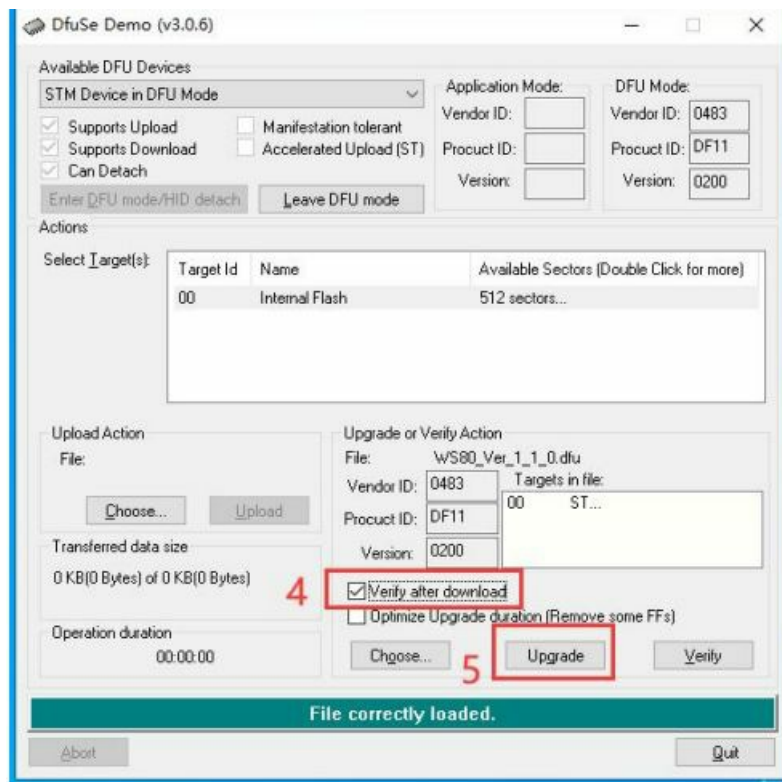 DfuSe Demo (v3.0.6)
Available DFU Devices
STM Device in DFU Mode
Supports Upload
Manifestation tolerant
Supports Download
Accelerated Upload (ST)
Can Detach
Enter DFU mode/HID detach
Leave DFU mode
Application Mode:
Vendor ID:
Procuct ID:
Version:
DFU Mode:
Vendor ID: 0483
Procuct ID: DF11
Version: 0200
Actions
Select Target(s):
Target Id Name Available Sectors (Double Click for more)
00 Internal Flash 512 sectors...
Upload Action
File:
Choose... Upload
Transferred data size
0 KB(0 Bytes) of 0 KB(0 Bytes)
Operation duration
00:00:00
Upgrade or Verify Action
File: WS80_Ver_1_1_0.dfu
Vendor ID: 0483
Procuct ID: DF11
Version: 0200
Targets in file:
00 ST...
4
Verify after download
Optimize Upgrade duration (Remove some FFs)
Choose... 5 Upgrade Verify
File correctly loaded.
Abort Quit